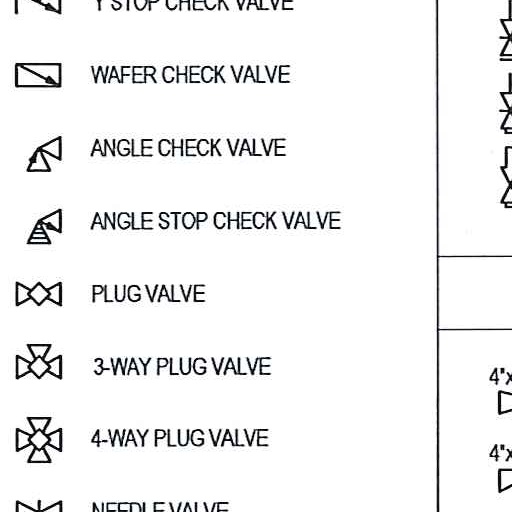 Y STOP CHECK VALVE
WAFER CHECK VALVE
ANGLE CHECK VALVE
ANGLE STOP CHECK VALVE
PLUG VALVE
3-WAY PLUG VALVE
4-WAY PLUG VALVE
NEEDLE VALVE
4"x
4"x